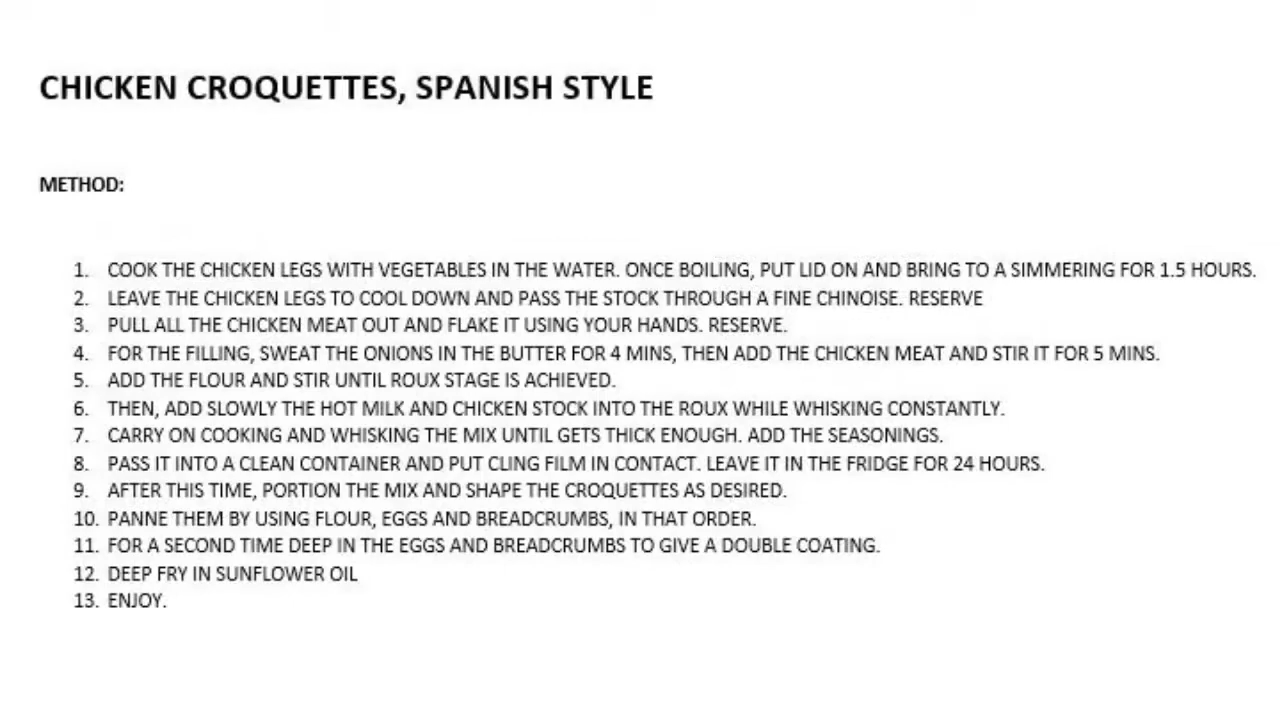 CHICKEN CROQUETTES, SPANISH STYLE
METHOD:
1. COOK THE CHICKEN LEGS WITH VEGETABLES IN THE WATER. ONCE BOILING, PUT LID ON AND BRING TO A SIMMERING FOR 1.5 HOURS.
2. LEAVE THE CHICKEN LEGS TO COOL DOWN AND PASS THE STOCK THROUGH A FINE CHINOISE. RESERVE
3. PULL ALL THE CHICKEN MEAT OUT AND FLAKE IT USING YOUR HANDS. RESERVE.
4. FOR THE FILLING, SWEAT THE ONIONS IN THE BUTTER FOR 4 MINS, THEN ADD THE CHICKEN MEAT AND STIR IT FOR 5 MINS.
5. ADD THE FLOUR AND STIR UNTIL ROUX STAGE IS ACHIEVED.
6. THEN, ADD SLOWLY THE HOT MILK AND CHICKEN STOCK INTO THE ROUX WHILE WHISKING CONSTANTLY.
7. CARRY ON COOKING AND WHISKING THE MIX UNTIL GETS THICK ENOUGH. ADD THE SEASONINGS.
8. PASS IT INTO A CLEAN CONTAINER AND PUT CLING FILM IN CONTACT. LEAVE IT IN THE FRIDGE FOR 24 HOURS.
9. AFTER THIS TIME, PORTION THE MIX AND SHAPE THE CROQUETTES AS DESIRED.
10. PANNE THEM BY USING FLOUR, EGGS AND BREADCRUMBS, IN THAT ORDER.
11. FOR A SECOND TIME DEEP IN THE EGGS AND BREADCRUMBS TO GIVE A DOUBLE COATING.
12. DEEP FRY IN SUNFLOWER OIL
13. ENJOY.